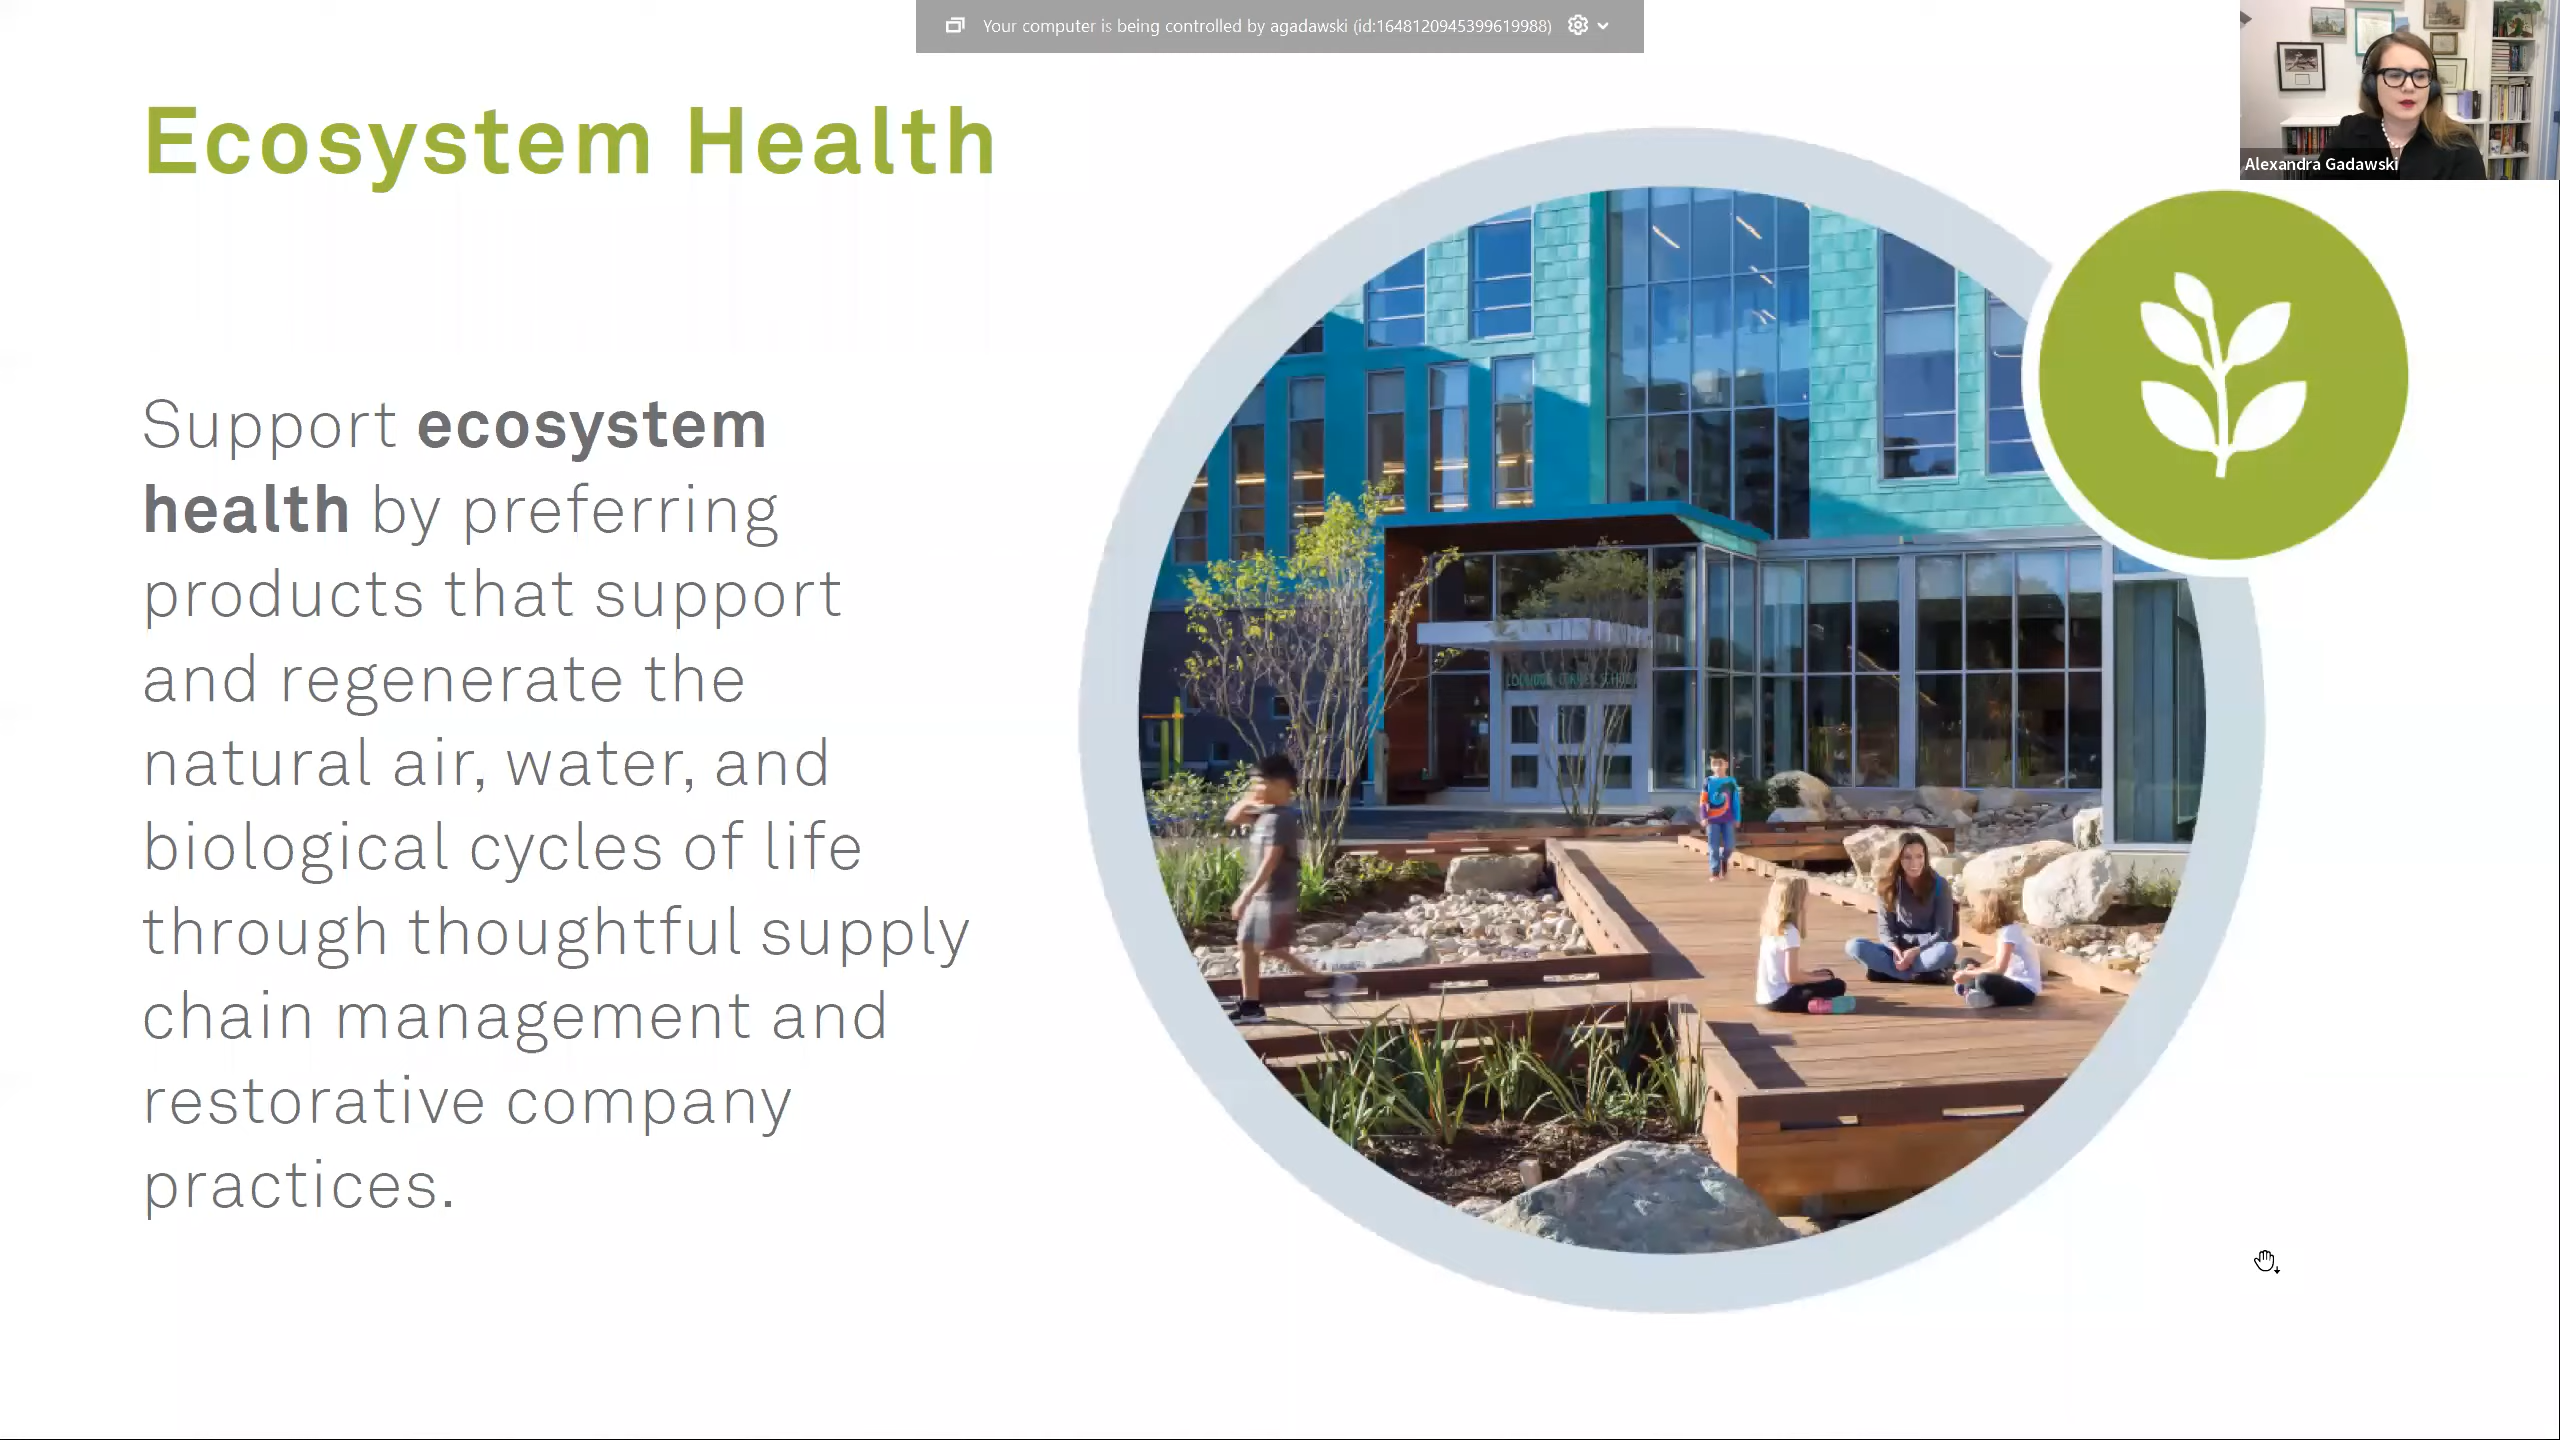 Your computer is being controlled by agadawski (id:1648120945399619988)
Alexandra Gadawski
Ecosystem Health
Support ecosystem
health by preferring
products that support
and regenerate the
natural air, water, and
biological cycles of life
through thoughtful supply
chain management and
restorative company
practices.